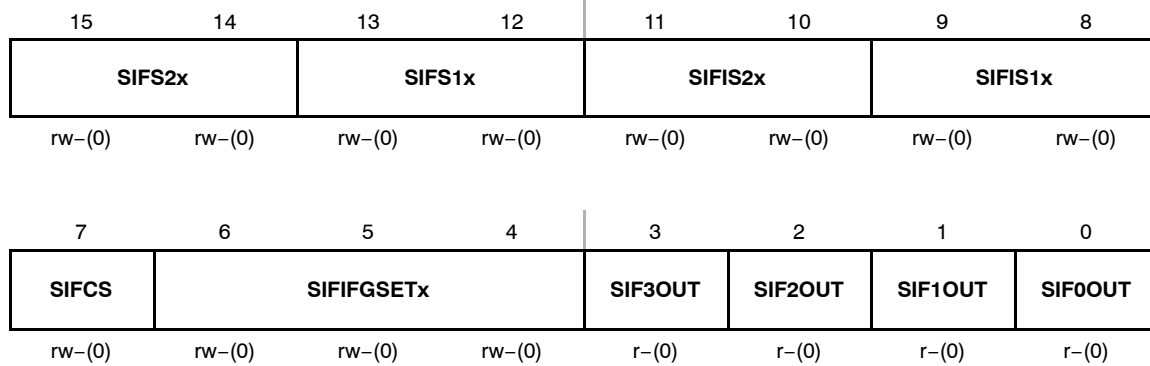 15 14 13 12 11 10 9 8
SIFS2x SIFS1x SIFIS2x SIFIS1x
rw−(0) rw−(0) rw−(0) rw−(0) rw−(0) rw−(0) rw−(0) rw−(0)
7 6 5 4 3 2 1 0
SIFCS SIFIFGSETx SIF3OUT SIF2OUT SIF1OUT SIF0OUT
rw−(0) rw−(0) rw−(0) rw−(0) r−(0) r−(0) r−(0) r−(0)